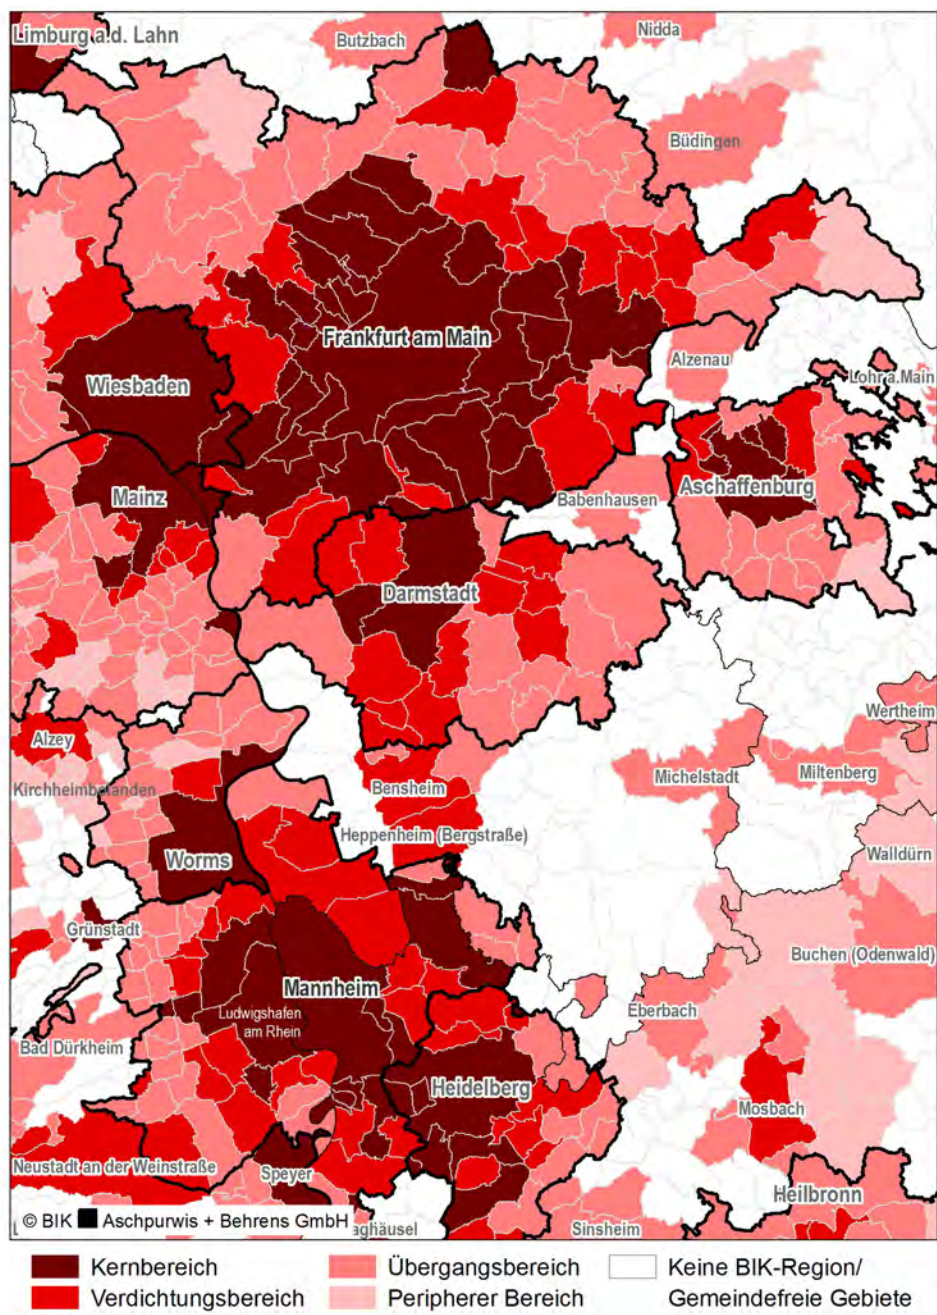 Limburg a.d. Lahn
Butzbach
Nidda
Büdingen
Frankfurt am Main
Alzenau
Wiesbaden
Lohr a.Main
Mainz
Aschaffenburg
Babenhausen
Darmstadt
Wertheim
Alzey
Michelstadt
Miltenberg
Kirchheimbolanden
Bensheim
Heppenheim (Bergstraße)
Worms
Walldürn
Grünstadt
Buchen (Odenwald)
Mannheim
Ludwigshafen
am Rhein
Eberbach
Bad Dürkheim
Heidelberg
Mosbach
Neustadt an der Weinstraße
Speyer
Heilbronn
© BIK Aschpurwis + Behrens GmbH
aghäusel
Sinsheim
Kernbereich
Übergangsbereich
Keine BIK-Region/
Verdichtungsbereich
Peripherer Bereich
Gemeindefreie Gebiete